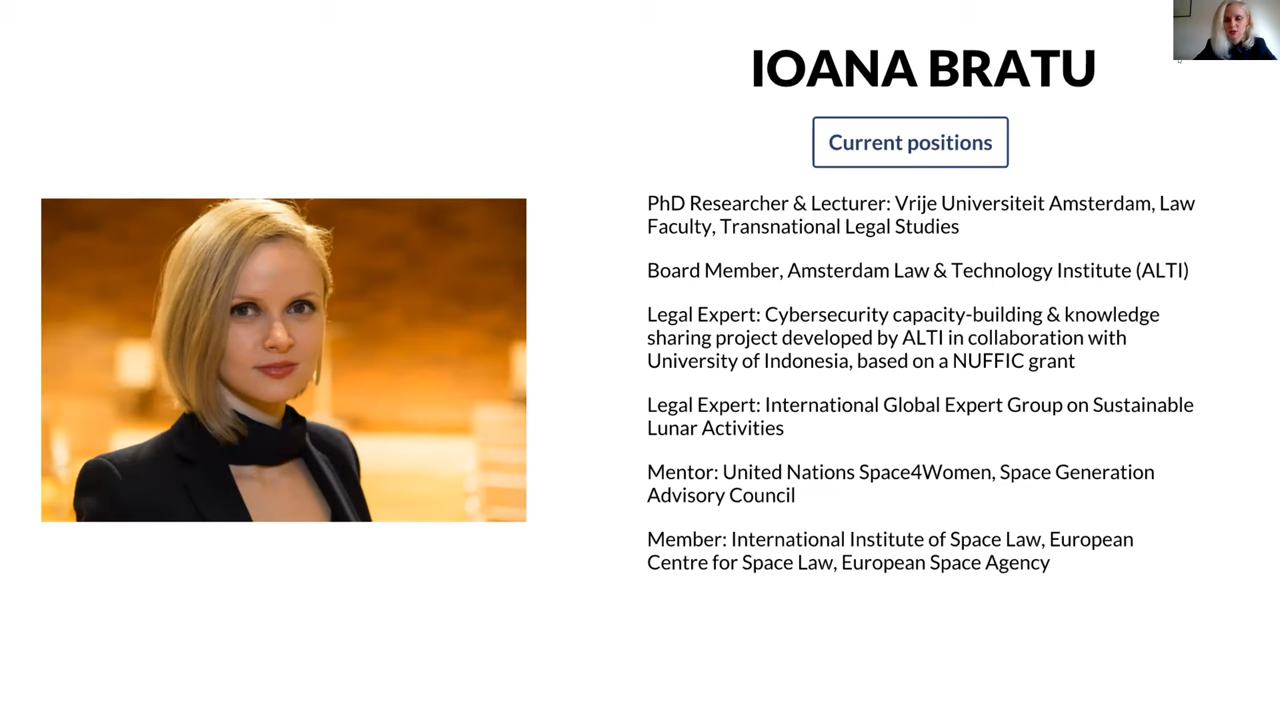 IOANA BRATU
Current positions
PhD Researcher & Lecturer: Vrije Universiteit Amsterdam, Law
Faculty, Transnational Legal Studies
Board Member, Amsterdam Law & Technology Institute (ALTI)
Legal Expert: Cybersecurity capacity-building & knowledge
sharing project developed by ALTI in collaboration with
University of Indonesia, based on a NUFFIC grant
Legal Expert: International Global Expert Group on Sustainable
Lunar Activities
Mentor: United Nations Space4Women, Space Generation
Advisory Council
Member: International Institute of Space Law, European
Centre for Space Law, European Space Agency